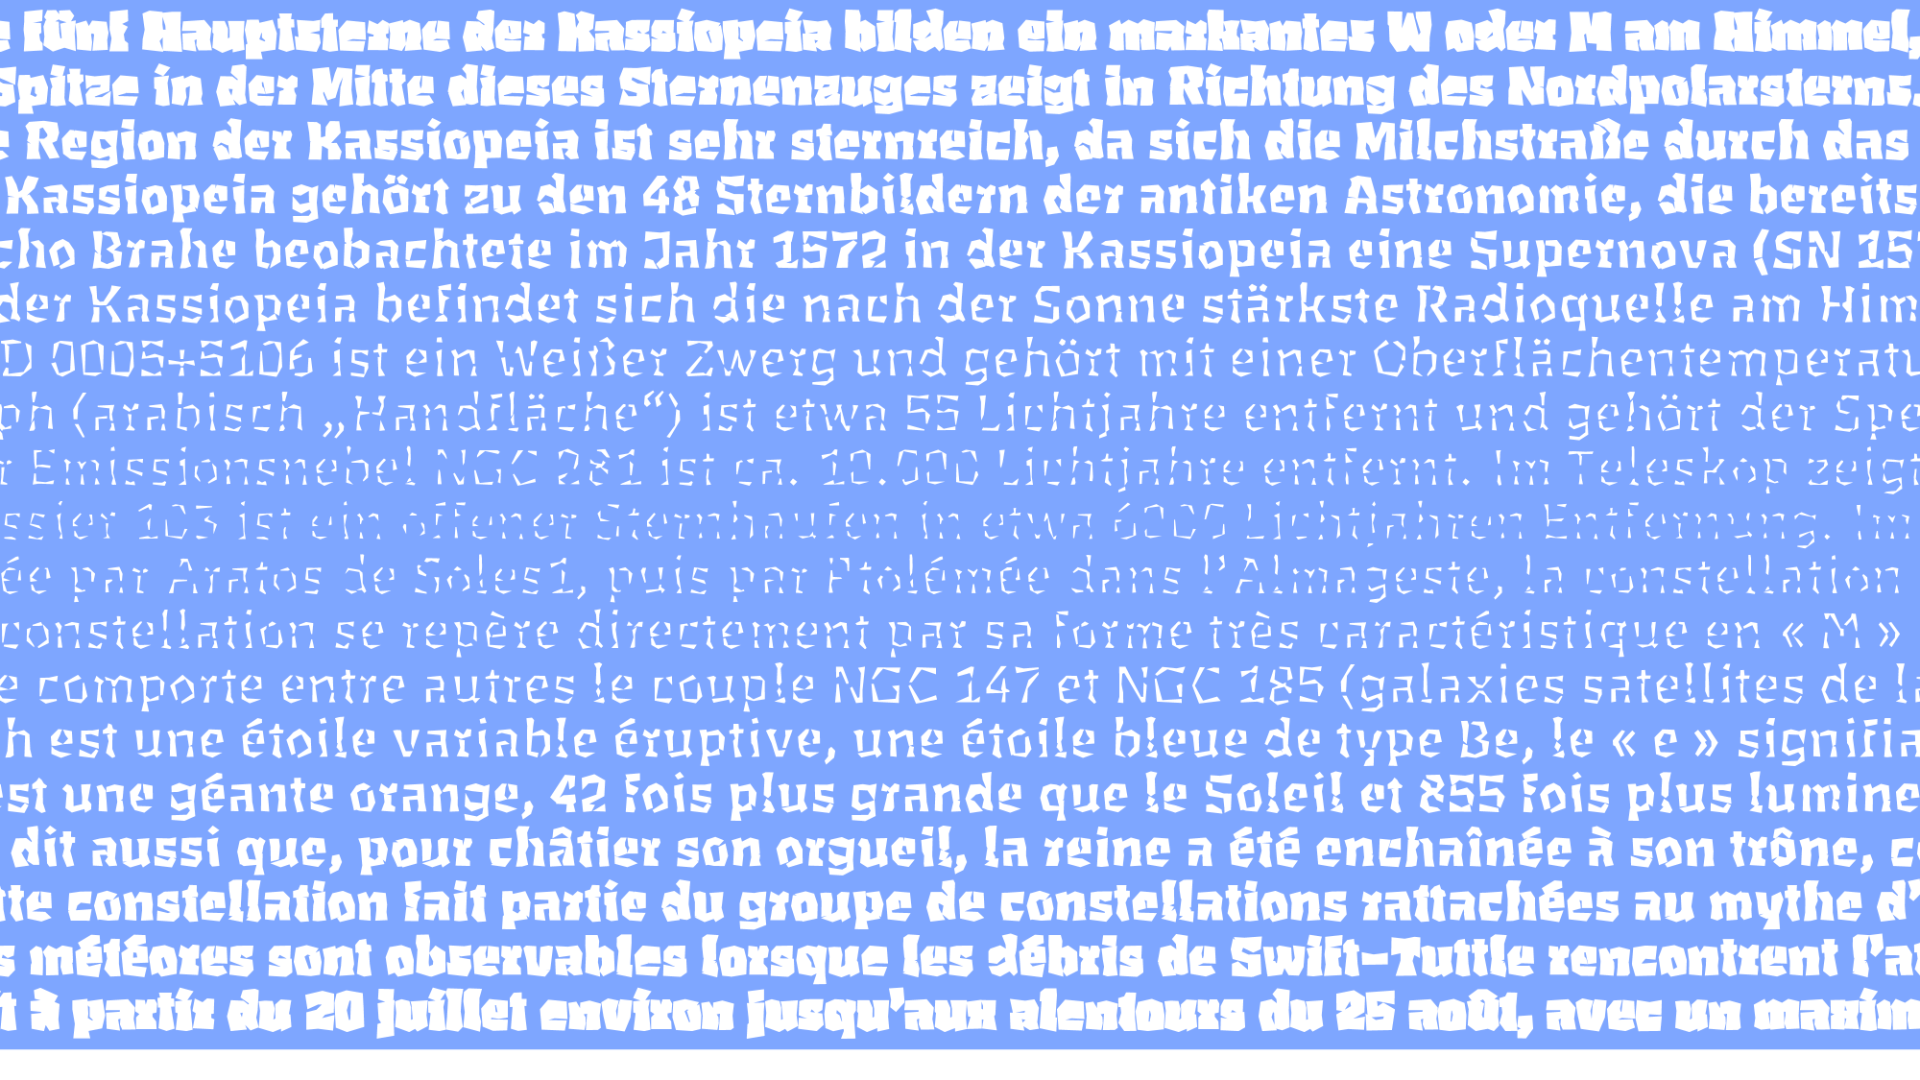 e fünf Hauptsterne der Kassiopeia bilden ein markantes W oder M am Himmel,
Spitze in der Mitte dieses Sternenzuges zeigt in Richtung des Nordpolarsterns.
e Region der Kassiopeia ist sehr sternreich, da sich die Milchstraße durch das
Kassiopeia gehört zu den 48 Sternbildern der antiken Astronomie, die bereits
cho Brahe beobachtete im Jahr 1572 in der Kassiopeia eine Supernova (SN 157
der Kassiopeia befindet sich die nach der Sonne stärkste Radioquelle am Him
D 0005+5106 ist ein Weißer Zwerg und gehört mit einer Oberflächentemperatu
ph (arabisch „Handfläche“) ist etwa 55 Lichtjahre entfernt und gehört der Spe
r Emissionsnebel NGC 281 ist ca. 10.000 Lichtjahre entfernt. Im Teleskop zeigt
ssier 103 ist ein offener Sternhaufen in etwa 6000 Lichtjahren Entfernung. Im
ée par Aratos de Soles1, puis par Ptolémée dans l’Almageste, la constellation
constellation se repère directement par sa forme très caractéristique en « M »
e comporte entre autres le couple NGC 147 et NGC 185 (galaxies satellites de la
h est une étoile variable éruptive, une étoile bleue de type Be, le « e » signifia
est une géante orange, 42 fois plus grande que le Soleil et 855 fois plus lumine
dit aussi que, pour châtier son orgueil, la reine a été enchaînée à son trône, co
tte constellation fait partie du groupe de constellations rattachées au mythe d’
s météores sont observables lorsque les débris de Swift-Tuttle rencontrent l’at
t à partir du 20 juillet environ jusqu’aux alentours du 25 août, avec un maxim